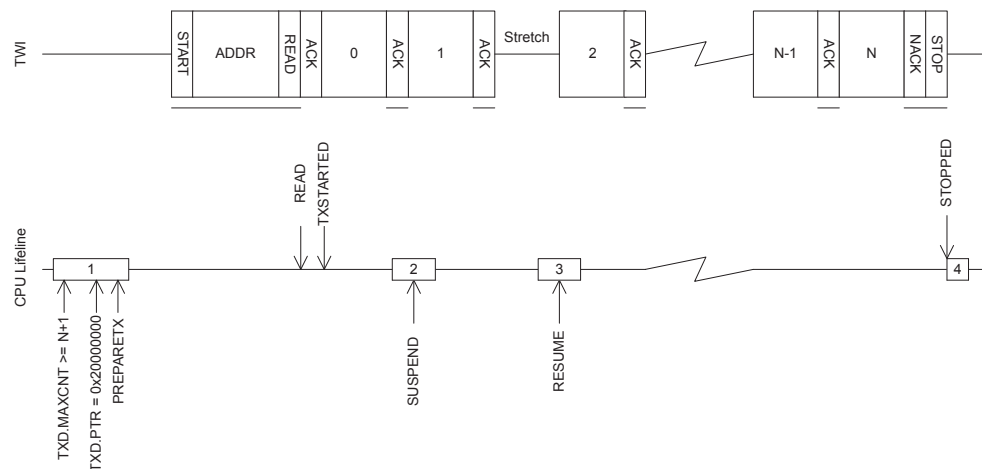 TWI
START
ADDR
READ
ACK
0
ACK
1
ACK
Stretch
2
ACK
N-1
ACK
N
NACK
STOP
CPU Lifeline
READ
TXSTARTED
STOPPED
1
2
3
4
TXD.MAXCNT >= N+1
TXD.PTR = 0x20000000
PREPARETX
SUSPEND
RESUME